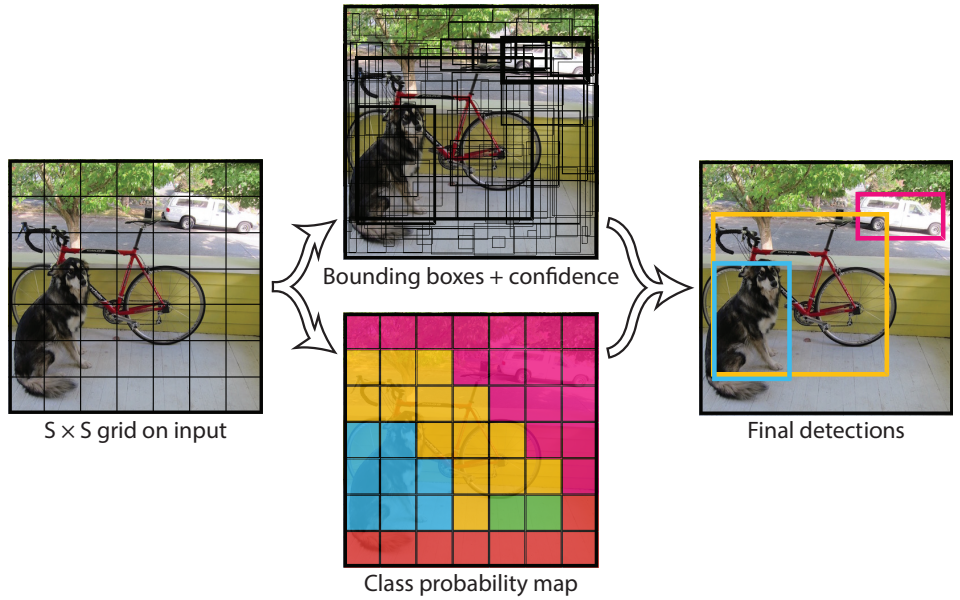 S × S grid on input
Bounding boxes + confidence
Class probability map
Final detections